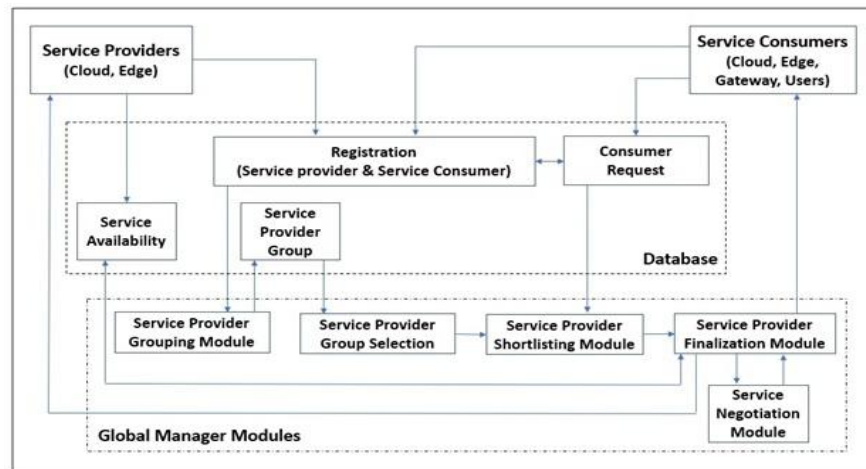 Service Providers
(Cloud, Edge)
Service Consumers
(Cloud, Edge,
Gateway, Users)
Registration
(Service provider & Service Consumer)
Consumer
Request
Service
Availability
Service
Provider
Group
Database
Service Provider
Grouping Module
Service Provider
Group Selection
Service Provider
Shortlisting Module
Service Provider
Finalization Module
Service
Negotiation
Module
Global Manager Modules